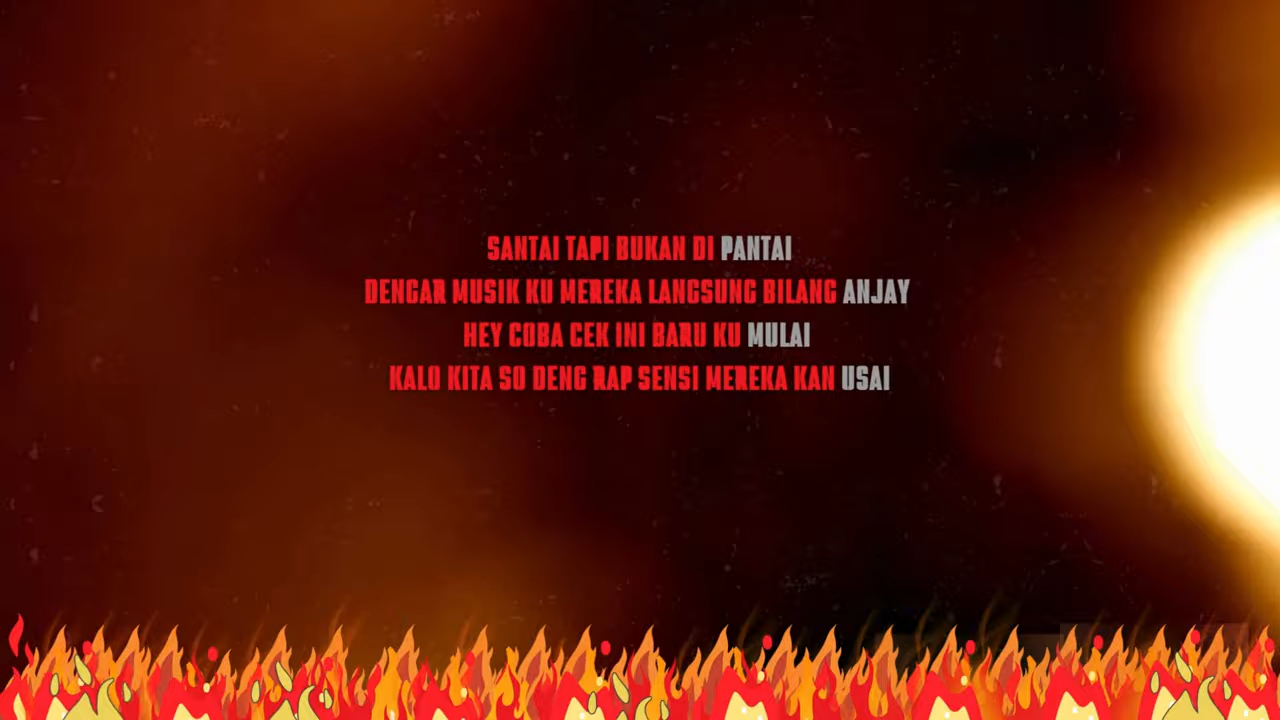 SANTAI TAPI BUKAN DI PANTAI
DENGAR MUSIK KU MEREKA LANGSUNG BILANG ANJAY
HEY COBA CEK INI BARU KU MULAI
KALO KITA SO DENG RAP SENSI MEREKA KAN USAI